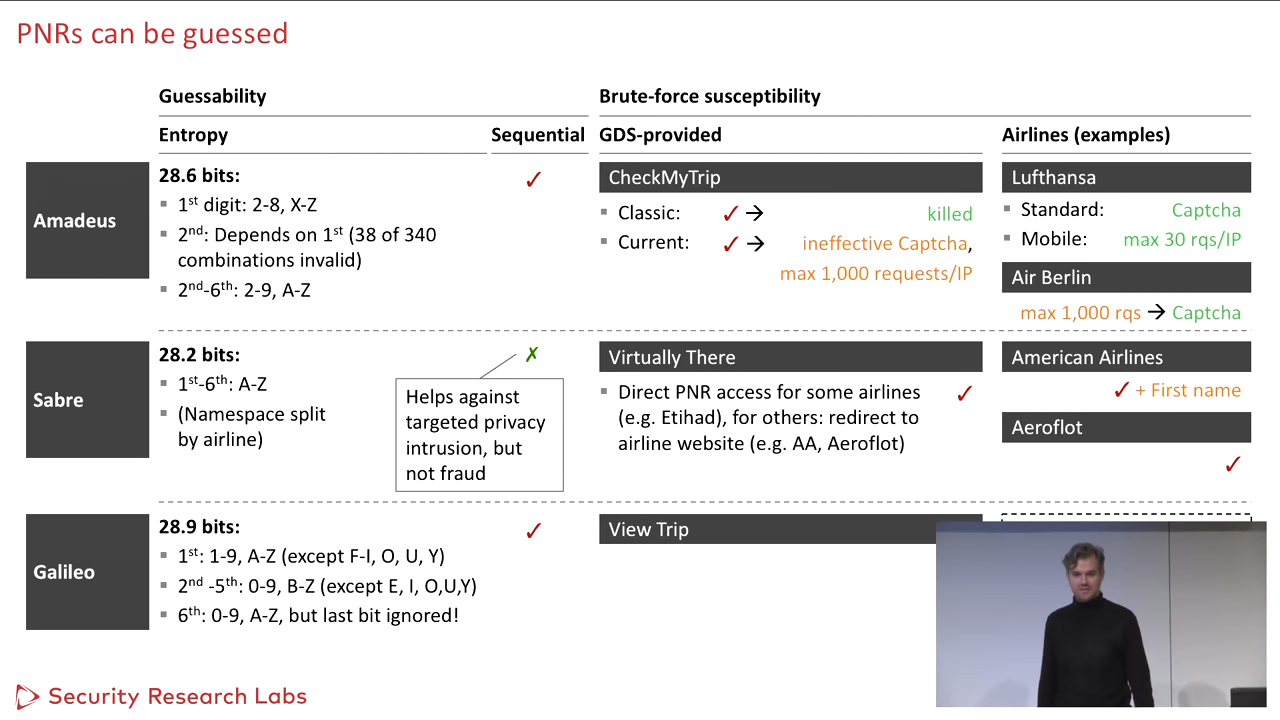 PNRs can be guessed
Guessability
Brute-force susceptibility
Entropy
Sequential
GDS-provided
Airlines (examples)
Amadeus
28.6 bits:
1st digit: 2-8, X-Z
2nd: Depends on 1st (38 of 340
combinations invalid)
2nd-6th: 2-9, A-Z
✓
CheckMyTrip
Classic: ✓ → killed
Current: ✓ → ineffective Captcha,
max 1,000 requests/IP
Lufthansa
Standard: Captcha
Mobile: max 30 rqs/IP
Air Berlin
max 1,000 rqs → Captcha
Sabre
28.2 bits:
1st-6th: A-Z
(Namespace split
by airline)
✗
Helps against
targeted privacy
intrusion, but
not fraud
Virtually There
Direct PNR access for some airlines
(e.g. Etihad), for others: redirect to
airline website (e.g. AA, Aeroflot)
✓
American Airlines
✓ + First name
Aeroflot
✓
Galileo
28.9 bits:
1st: 1-9, A-Z (except F-I, O, U, Y)
2nd -5th: 0-9, B-Z (except E, I, O,U,Y)
6th: 0-9, A-Z, but last bit ignored!
✓
View Trip
Security Research Labs